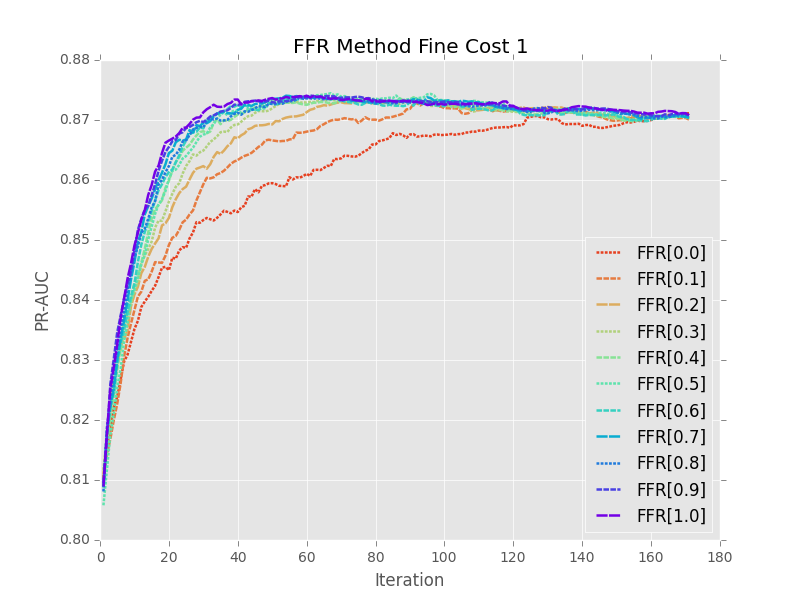 FFR Method Fine Cost 1
0.88
0.87
0.86
0.85
0.84
0.83
0.82
0.81
0.80
PR-AUC
0 20 40 60 80 100 120 140 160 180
Iteration
FFR[0.0]
FFR[0.1]
FFR[0.2]
FFR[0.3]
FFR[0.4]
FFR[0.5]
FFR[0.6]
FFR[0.7]
FFR[0.8]
FFR[0.9]
FFR[1.0]